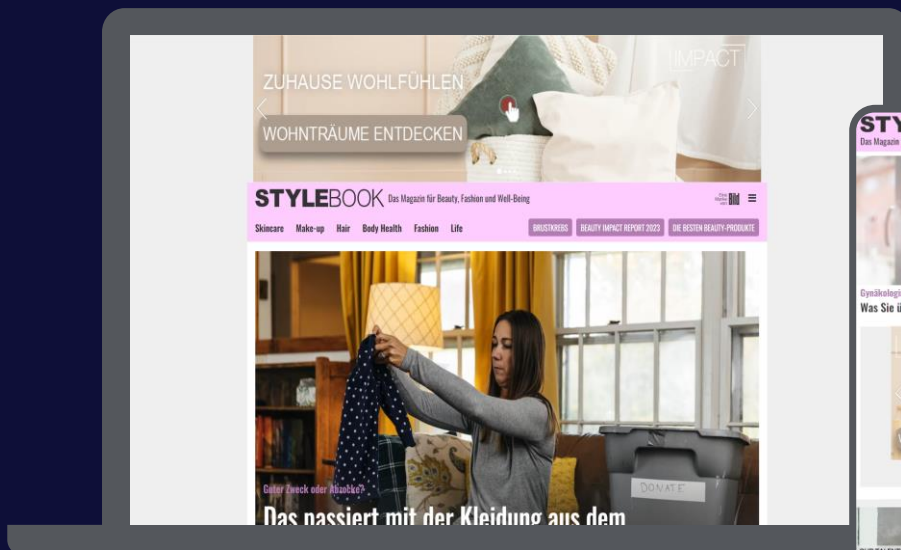 IMPACT
ZUHAUSE WOHLFÜHLEN
WOHNTRÄUME ENTDECKEN
STYLEBOOK Das Magazin für Beauty, Fashion und Well-Being
Bild
Skincare Make-up Hair Body Health Fashion Life
BRUSTKREBS BEAUTY IMPACT REPORT 2023 DIE BESTEN BEAUTY-PRODUKTE
DONATE
Guter Zweck oder Abzocke?
Das passiert mit der Kleidung aus dem
STY
Das Magazin
Gynäkologi
Was Sie ü